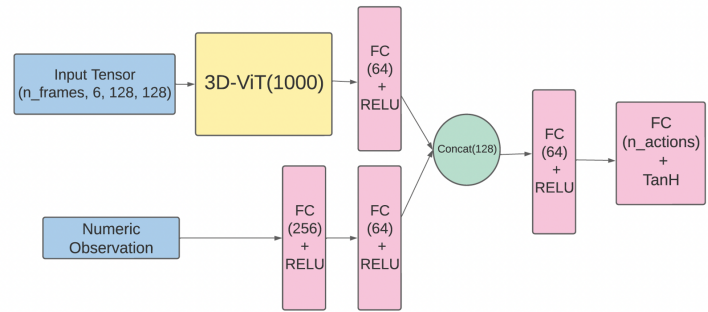 Input Tensor
(n_frames, 6, 128, 128)
3D-ViT(1000)
FC
(64)
+
RELU
Concat(128)
FC
(64)
+
RELU
FC
(n_actions)
+
TanH
Numeric
Observation
FC
(256)
+
RELU
FC
(64)
+
RELU